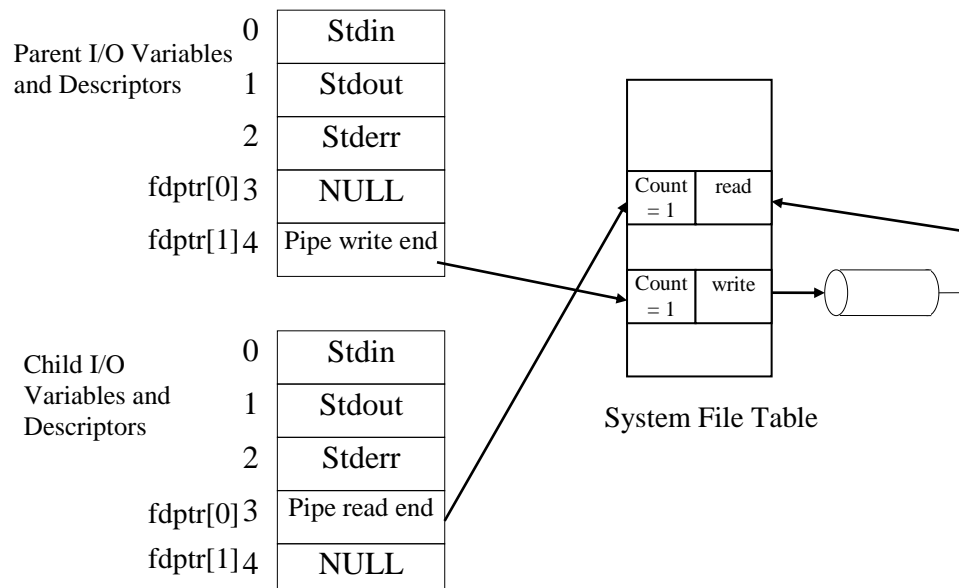 Parent I/O Variables
and Descriptors
0
Stdin
1
Stdout
2
Stderr
fdptr[0] 3
NULL
fdptr[1] 4
Pipe write end
Count
= 1
read
Count
= 1
write
System File Table
Child I/O
Variables and
Descriptors
0
Stdin
1
Stdout
2
Stderr
fdptr[0] 3
Pipe read end
fdptr[1] 4
NULL